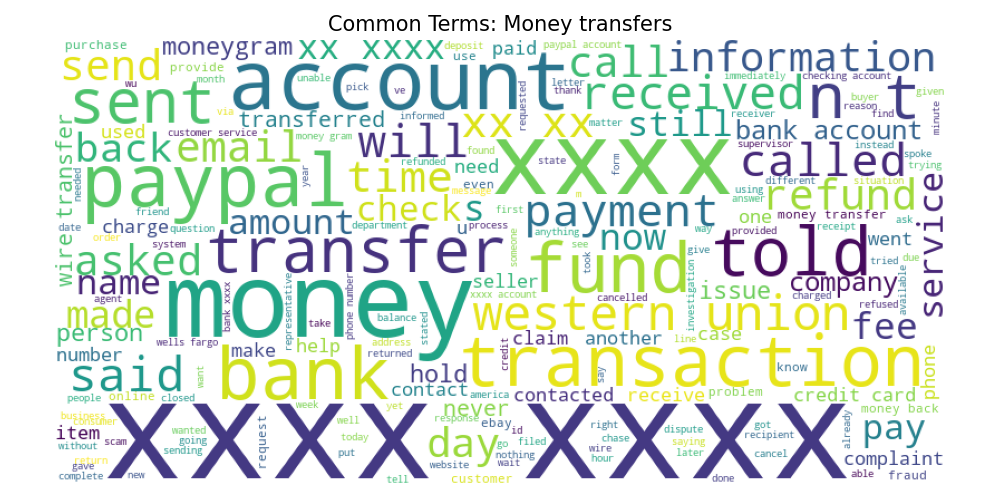 Common Terms: Money transfers
purchase moneygram xx xxxx deposit use paid paypal account call information
send provide month wu unable pick ve account requested letter thank immediately checking account received n t buyer reason find given minute
sent via transferred informed xx xx matter still receiver bank account
wire transfer used customer service money gram will found xxxx state form supervisor called instead spoke trying
back email year refunded need time even message m different using answer refund situation
needed paypal friend question check s first payment one money transfer service
date charge amount department u process anything way provided receipt ask due
order system transfer someone took see now give told went tried
asked representative phone number seller fund investigation company available
name agent money xxxx account cancelled issue charged refused
made bank xxxx take balance stated western union fee
person wells fargo address line case
number make help returned credit claim another say know phone
said want bank hold transaction
people online closed contact america contacted receive problem credit card
business consumer week yet never response xxxx xxxx day ebay id right dispute got already money back
item without scam wanted going sending request well today put go filed nothing wire chase saying recipient pay
return gave new website wait hour later cancel complaint
complete tell customer done able fraud